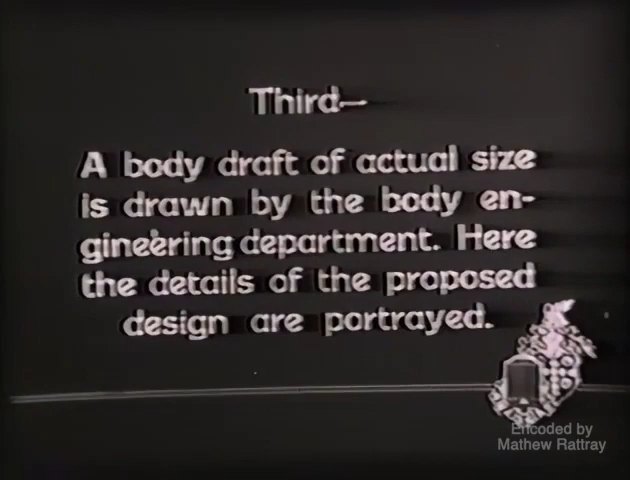 Third—
A body draft of actual size
is drawn by the body en-
gineering department. Here
the details of the proposed
design are portrayed.
Encoded by
Mathew Rattray